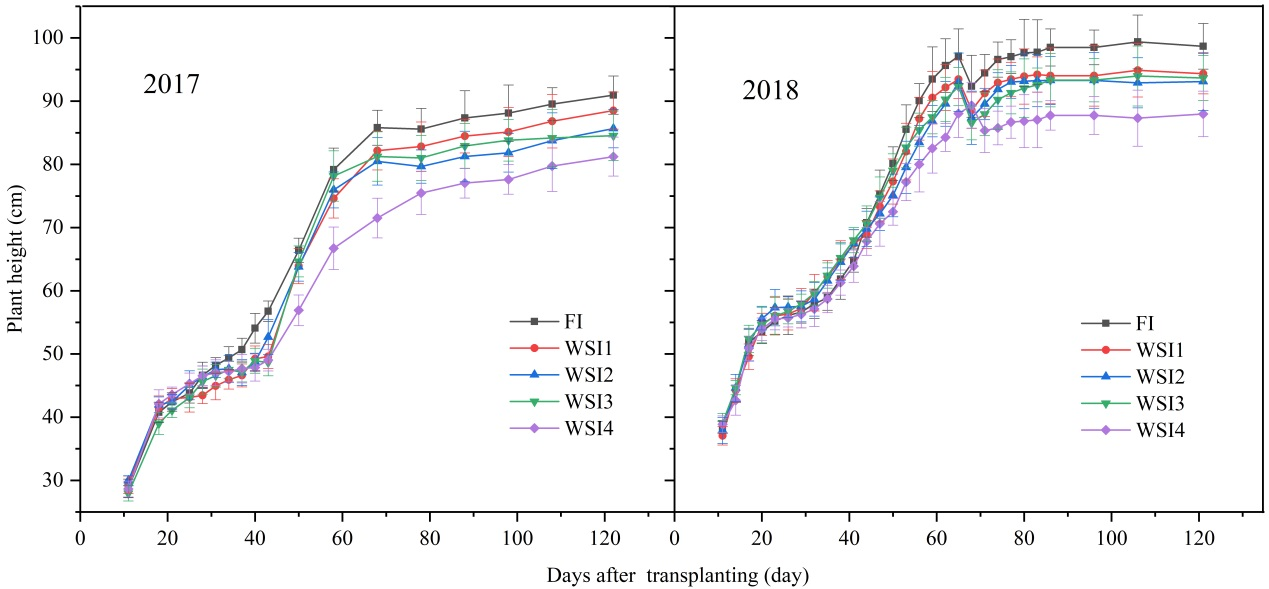 100
90
80
70
60
50
40
30
Plant height (cm)
2017
FI
WSI1
WSI2
WSI3
WSI4
0 20 40 60 80 100 120
2018
FI
WSI1
WSI2
WSI3
WSI4
0 20 40 60 80 100 120
Days after transplanting (day)